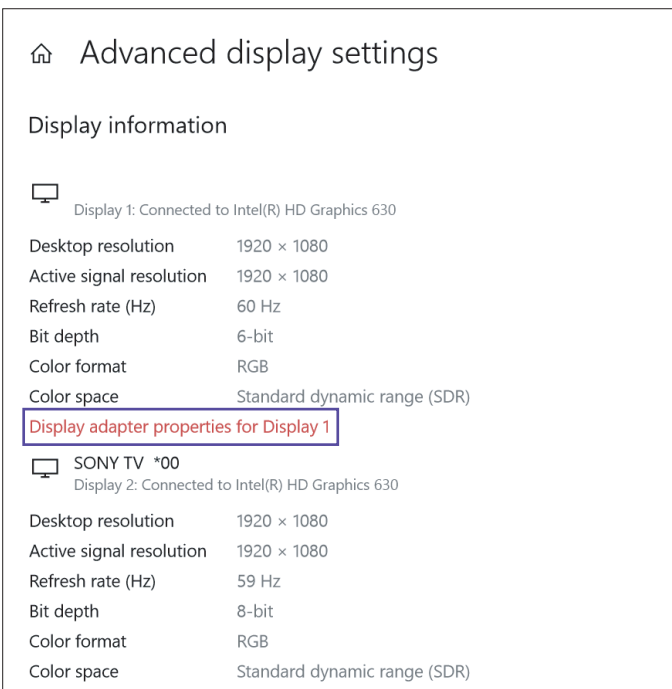 Advanced display settings
Display information
Display 1: Connected to Intel(R) HD Graphics 630
Desktop resolution 1920 × 1080
Active signal resolution 1920 × 1080
Refresh rate (Hz) 60 Hz
Bit depth 6-bit
Color format RGB
Color space Standard dynamic range (SDR)
Display adapter properties for Display 1
SONY TV *00
Display 2: Connected to Intel(R) HD Graphics 630
Desktop resolution 1920 × 1080
Active signal resolution 1920 × 1080
Refresh rate (Hz) 59 Hz
Bit depth 8-bit
Color format RGB
Color space Standard dynamic range (SDR)